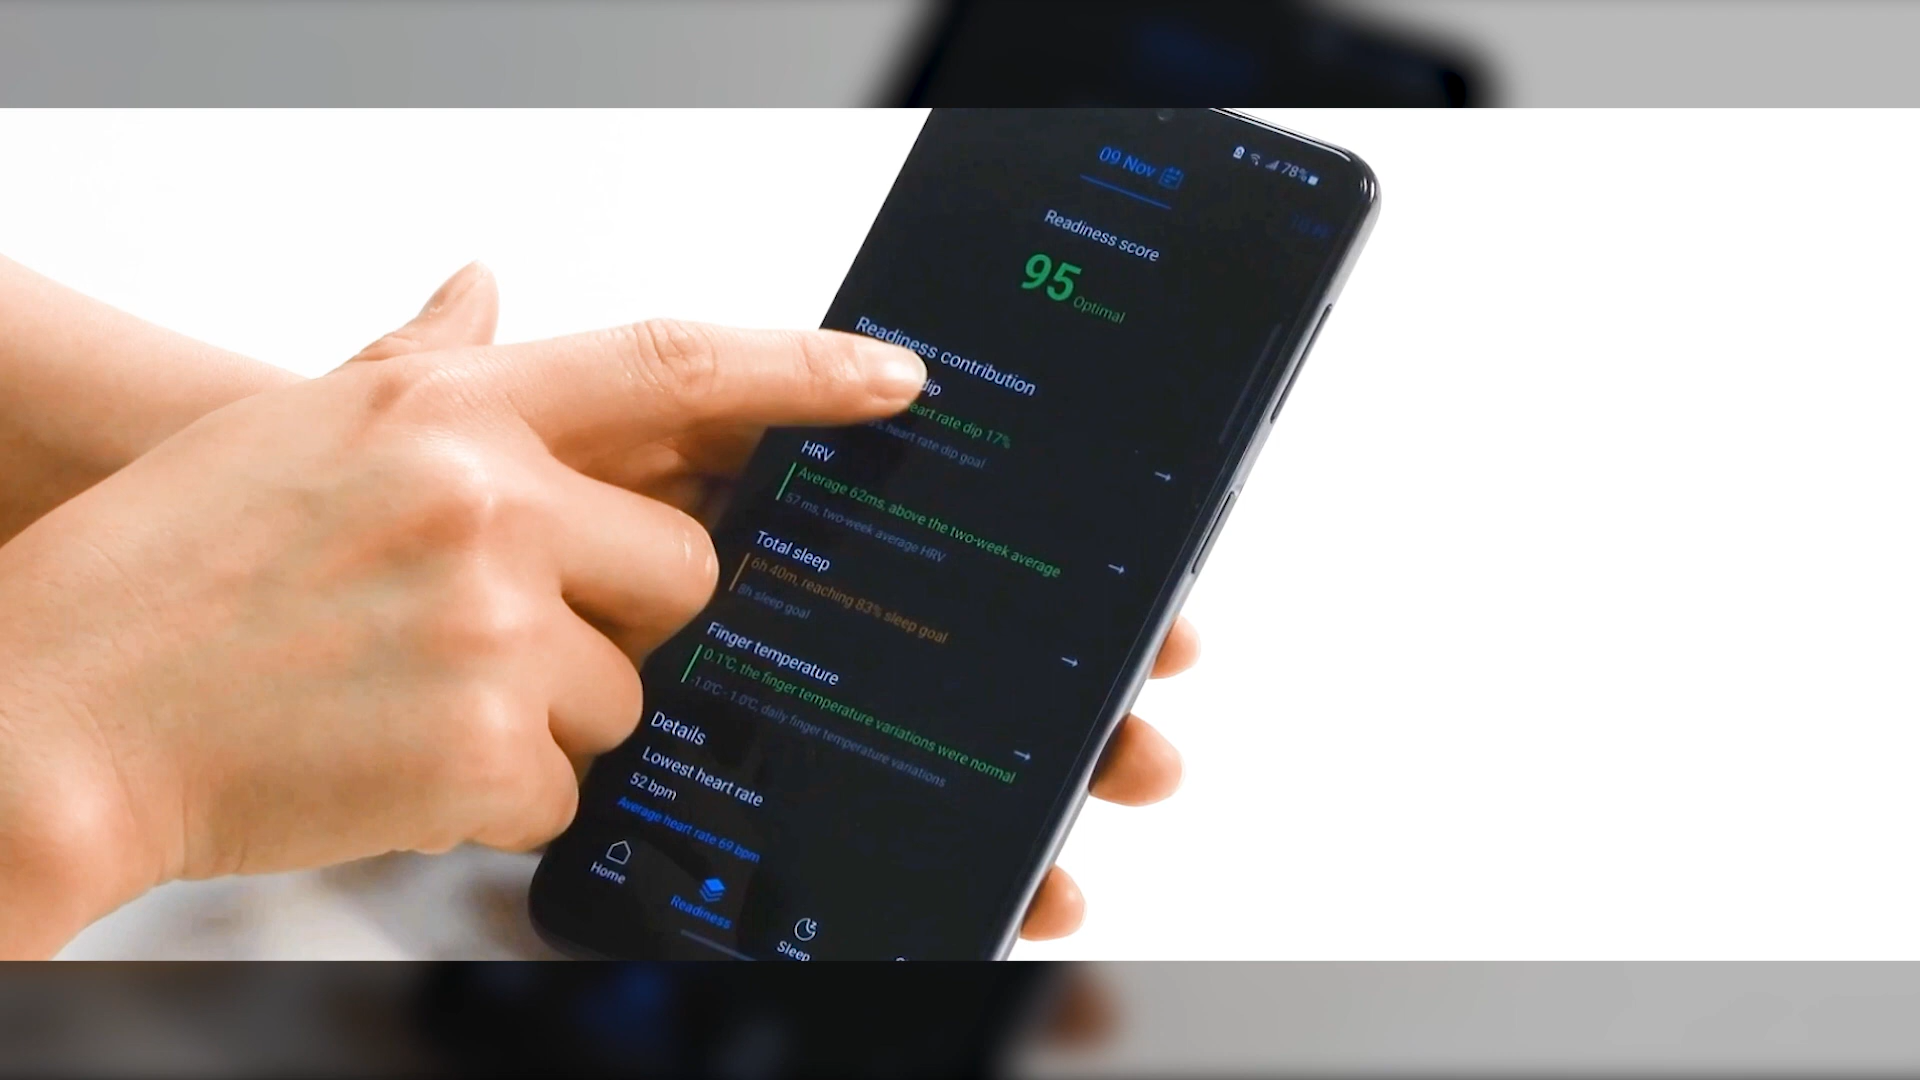 78%
09 Nov
Readiness score
95 Optimal
Readiness contribution
dip
heart rate dip 17%
heart rate dip goal
HRV
Average 62ms, above the two-week average
57 ms, two-week average HRV
Total sleep
6h 40m, reaching 83% sleep goal
8h sleep goal
Finger temperature
0.1℃, the finger temperature variations were normal
-1.0℃ - 1.0℃, daily finger temperature variations
Details
Lowest heart rate
52 bpm
Average heart rate 69 bpm
Home
Readiness
Sleep